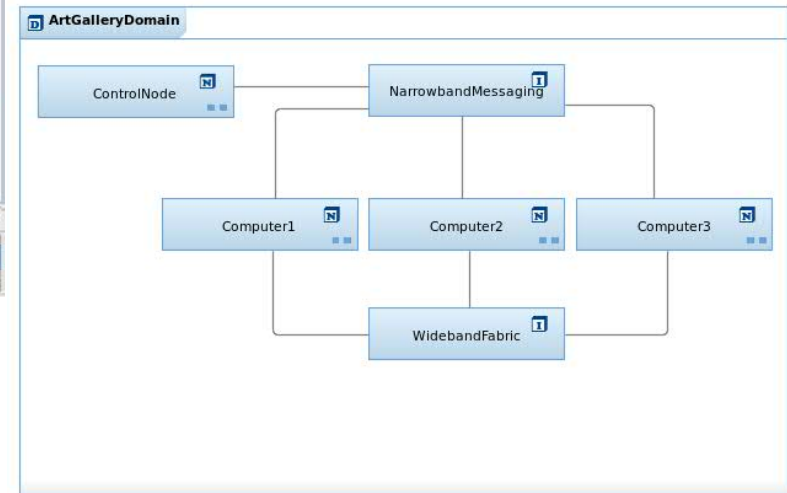 D ArtGalleryDomain
N
ControlNode
I
NarrowbandMessaging
N
Computer1
N
Computer2
N
Computer3
I
WidebandFabric